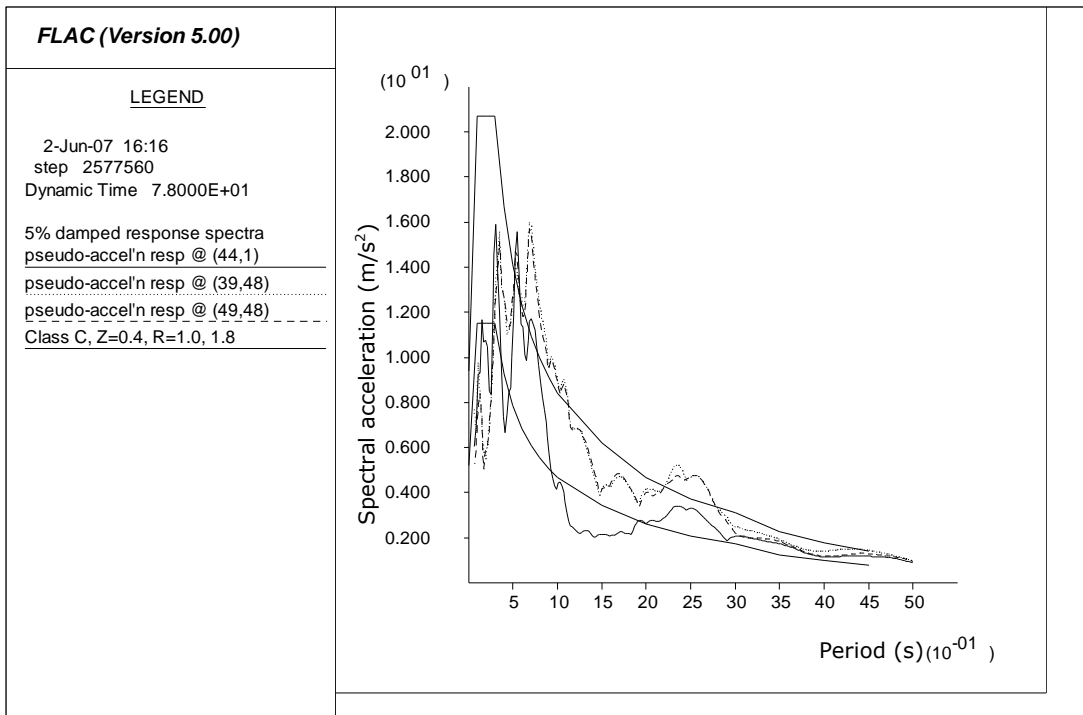 FLAC (Version 5.00)
LEGEND
2-Jun-07 16:16
step 2577560
Dynamic Time 7.8000E+01
5% damped response spectra
pseudo-accel'n resp @ (44,1)
pseudo-accel'n resp @ (39,48)
pseudo-accel'n resp @ (49,48)
Class C, Z=0.4, R=1.0, 1.8
(10 01 )
2.000
1.800
1.600
1.400
1.200
1.000
0.800
0.600
0.400
0.200
Spectral acceleration (m/s²)
5 10 15 20 25 30 35 40 45 50
Period (s)(10 -01 )